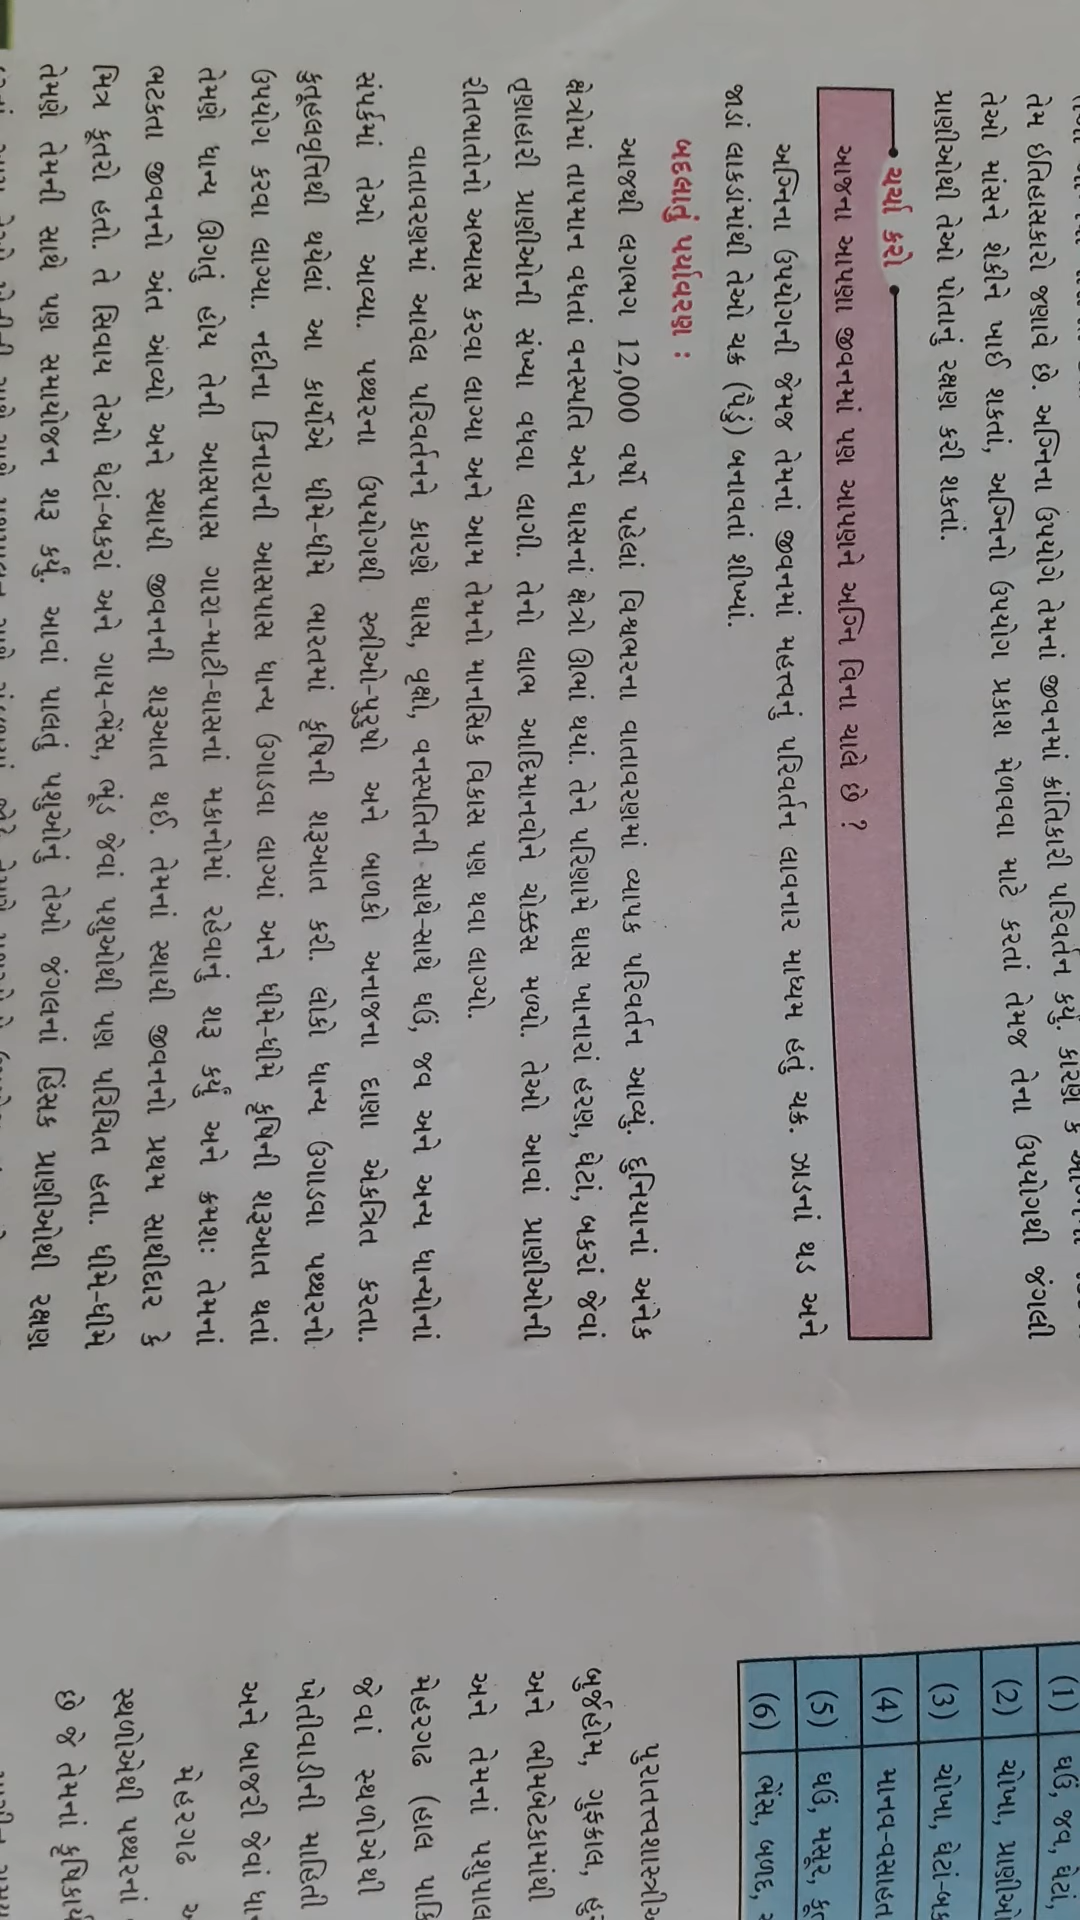 તેમ ઇતિહાસકારો જણાવે છે. અગ્નિના ઉપયોગે તેમનાં જીવનમાં ક્રાંતિકારી પરિવર્તન કર્યું. કારણ કે
તેઓ માંસને શેકીને ખાઈ શકતાં, અગ્નિનો ઉપયોગ પ્રકાશ મેળવવા માટે કરતાં તેમજ તેના ઉપયોગથી જંગલી
પ્રાણીઓથી તેઓ પોતાનું રક્ષણ કરી શકતાં.
ચર્ચા કરો
આજના આપણા જીવનમાં પણ આપણને અગ્નિ વિના ચાલે છે ?
અગ્નિના ઉપયોગની જેમજ તેમનાં જીવનમાં મહત્ત્વનું પરિવર્તન લાવનાર માધ્યમ હતું ચક્ર. ઝાડનાં થડ અને
જાડાં લાકડાંમાંથી તેઓ ચક્ર (પૈડું) બનાવતાં શીખ્યાં.
બદલાતું પર્યાવરણ :
આજથી લગભગ 12,000 વર્ષો પહેલાં વિશ્વભરના વાતાવરણમાં વ્યાપક પરિવર્તન આવ્યું. દુનિયાનાં અનેક
ક્ષેત્રોમાં તાપમાન વધતાં વનસ્પતિ અને ઘાસનાં ક્ષેત્રો ઊભાં થયાં. તેને પરિણામે ઘાસ ખાનારાં હરણ, ઘેટાં, બકરાં જેવાં
તૃણાહારી પ્રાણીઓની સંખ્યા વધવા લાગી. તેનો લાભ આદિમાનવોને ચોક્કસ મળ્યો. તેઓ આવાં પ્રાણીઓની
રીતભાતોનો અભ્યાસ કરવા લાગ્યા અને આમ તેમનો માનસિક વિકાસ પણ થવા લાગ્યો.
વાતાવરણમાં આવેલ પરિવર્તનને કારણે ઘાસ, વૃક્ષો, વનસ્પતિની સાથે-સાથે ઘઉં, જવ અને અન્ય ધાન્યોનાં
સંપર્કમાં તેઓ આવ્યા. પથ્થરના ઉપયોગથી સ્ત્રીઓ-પુરુષો અને બાળકો અનાજના દાણા એકત્રિત કરતા.
કુતૂહલવૃત્તિથી થયેલાં આ કાર્યોએ ધીમે-ધીમે ભારતમાં કૃષિની શરૂઆત કરી. લોકો ધાન્ય ઉગાડવા પથ્થરનો
ઉપયોગ કરવા લાગ્યા. નદીના કિનારાની આસપાસ ધાન્ય ઉગાડવા લાગ્યાં અને ધીમે-ધીમે કૃષિની શરૂઆત થતાં
તેમણે ધાન્ય ઊગતું હોય તેની આસપાસ ગારા-માટી-ઘાસનાં મકાનોમાં રહેવાનું શરૂ કર્યું અને ક્રમશઃ તેમનાં
ભટકતા જીવનનો અંત આવ્યો અને સ્થાયી જીવનની શરૂઆત થઈ. તેમનાં સ્થાયી જીવનનો પ્રથમ સાથીદાર કે
મિત્ર કૂતરો હતો. તે સિવાય તેઓ ઘેટાં-બકરાં અને ગાય-ભેંસ, ભૂંડ જેવાં પશુઓથી પણ પરિચિત હતા. ધીમે-ધીમે
તેમણે તેમની સાથે પણ સમાયોજન શરૂ કર્યું. આવાં પાલતું પશુઓનું તેઓ જંગલનાં હિંસક પ્રાણીઓથી રક્ષણ
(1) ઘઉં, જવ, ઘેટાં,
(2) ચોખા, પ્રાણીઓ
(3) ચોખા, ઘેટાં-બક
(4) માનવ-વસાહત
(5) ઘઉં, મસૂર, કૂ
(6) ભેંસ, બળદ,
પુરાતત્ત્વશાસ્ત્રીઓ
બુર્જહોમ, ગુફકાલ,
અને ભીમબેટકામાંથી
અને તેમનાં પશુપાલ
મેહરગઢ (હાલ પાકિ
જેવાં સ્થળોએથી
ખેતીવાડીની માહિતી
અને બાજરી જેવાં ધા
મેહરગઢ
સ્થળોએથી પથ્થરનાં
છે જે તેમનાં કૃષિકાર્ય